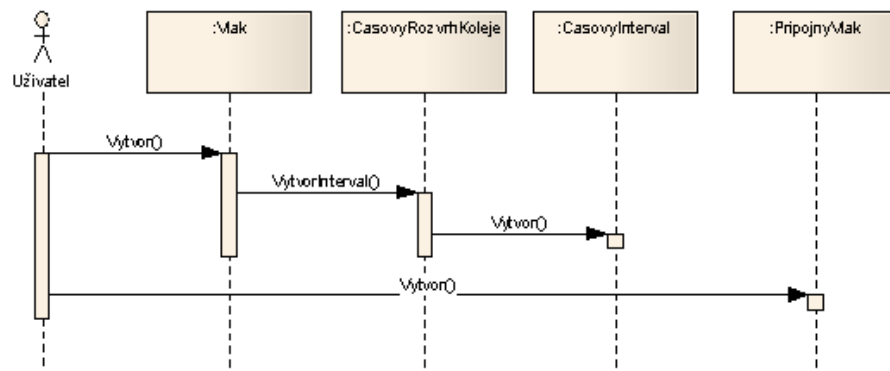 :Vlak
:CasovyRozvrhKoleje
:CasovyInterval
:PripojnyVlak
Uživatel
Vytvor()
VytvorInterval()
Vytvor()
Vytvor()